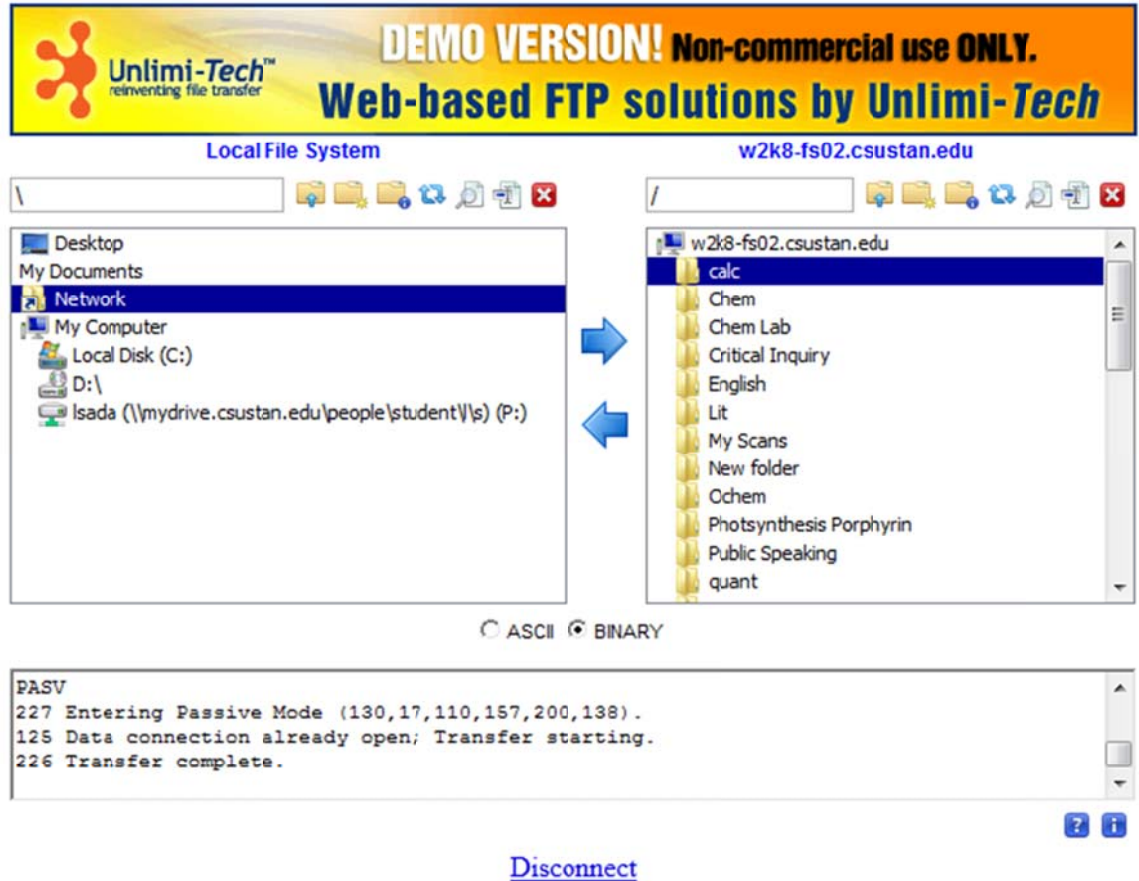 Unlimi-Tech™
reinventing file transfer
DEMO VERSION! Non-commercial use ONLY.
Web-based FTP solutions by Unlimi-Tech
Local File System
\
Desktop
My Documents
Network
My Computer
Local Disk (C:)
D:\
lsada (\\mydrive.csustan.edu\people\student\l\s) (P:)
w2k8-fs02.csustan.edu
/
w2k8-fs02.csustan.edu
calc
Chem
Chem Lab
Critical Inquiry
English
Lit
My Scans
New folder
Ochem
Photsynthesis Porphyrin
Public Speaking
quant
ASCII BINARY
PASV
227 Entering Passive Mode (130,17,110,157,200,138).
125 Data connection already open; Transfer starting.
226 Transfer complete.
? i
Disconnect